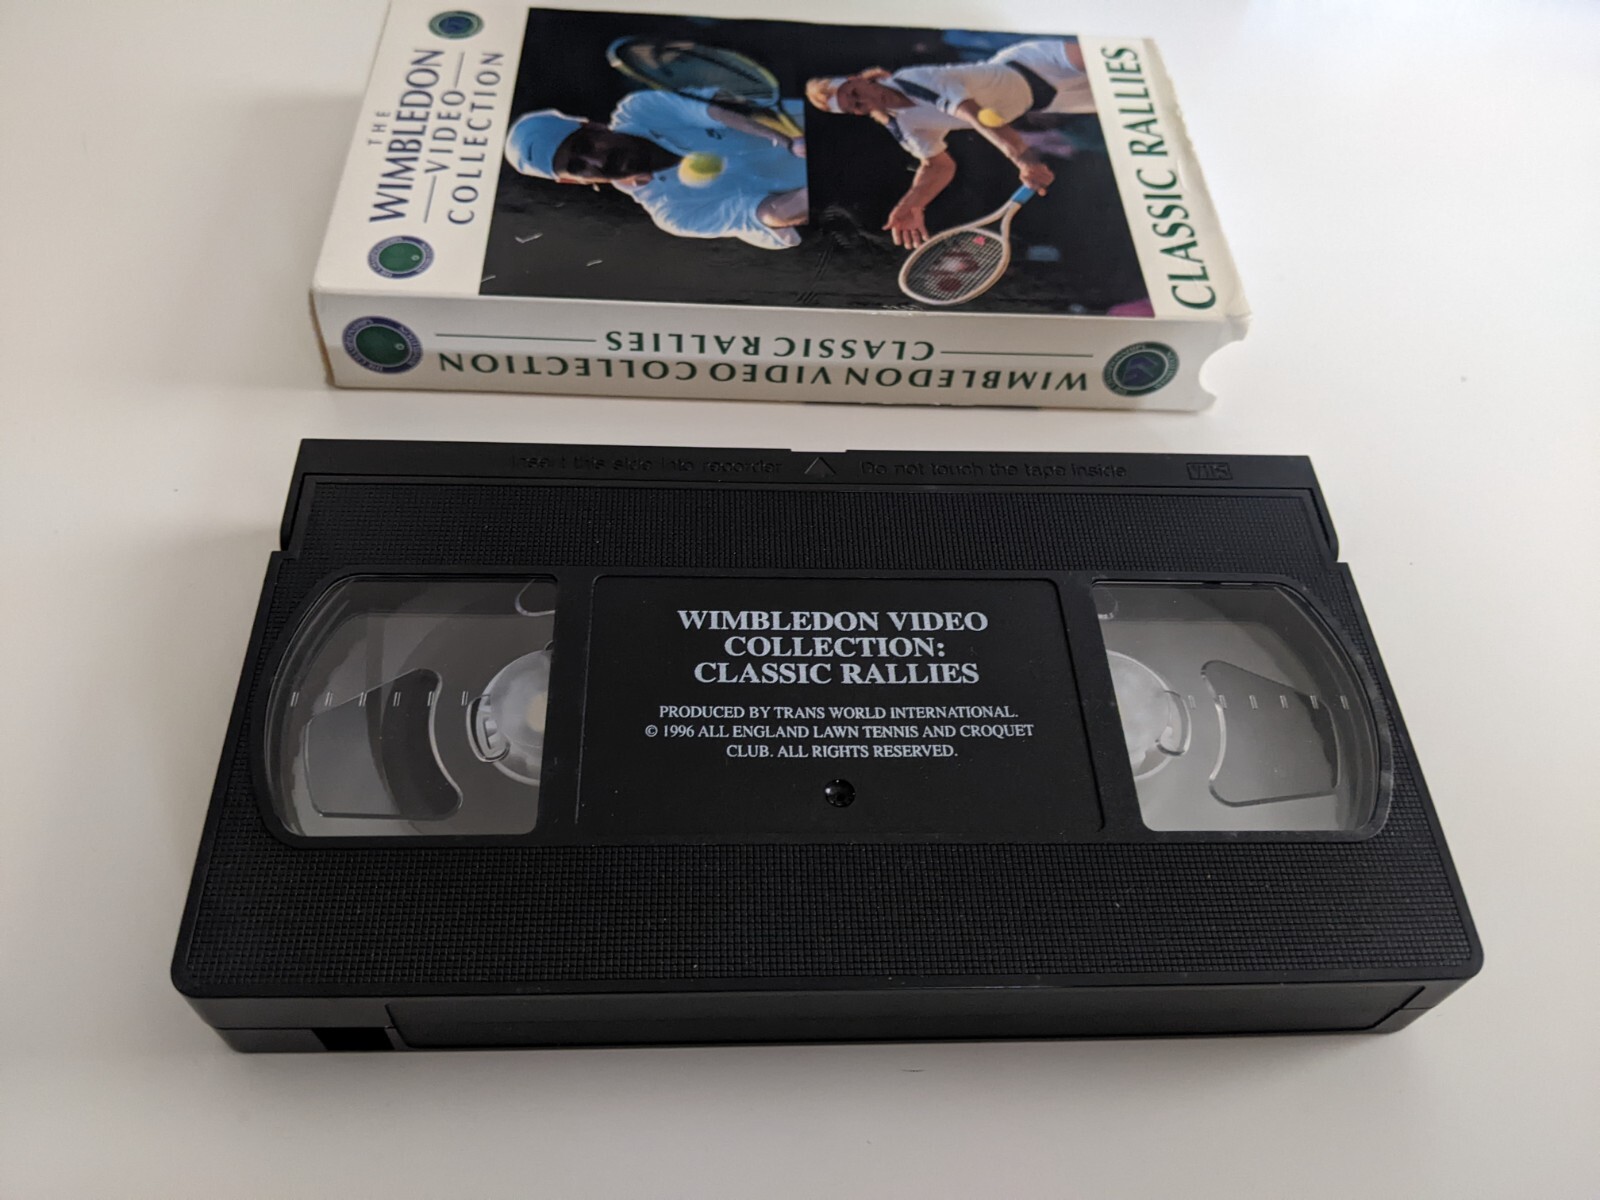 THE
WIMBLEDON
VIDEO
COLLECTION
CLASSIC RALLIES
WIMBLEDON VIDEO COLLECTION
CLASSIC RALLIES
Insert this side into recorder
Do not touch the tape inside
VHS
WIMBLEDON VIDEO
COLLECTION:
CLASSIC RALLIES
PRODUCED BY TRANS WORLD INTERNATIONAL.
© 1996 ALL ENGLAND LAWN TENNIS AND CROQUET
CLUB. ALL RIGHTS RESERVED.